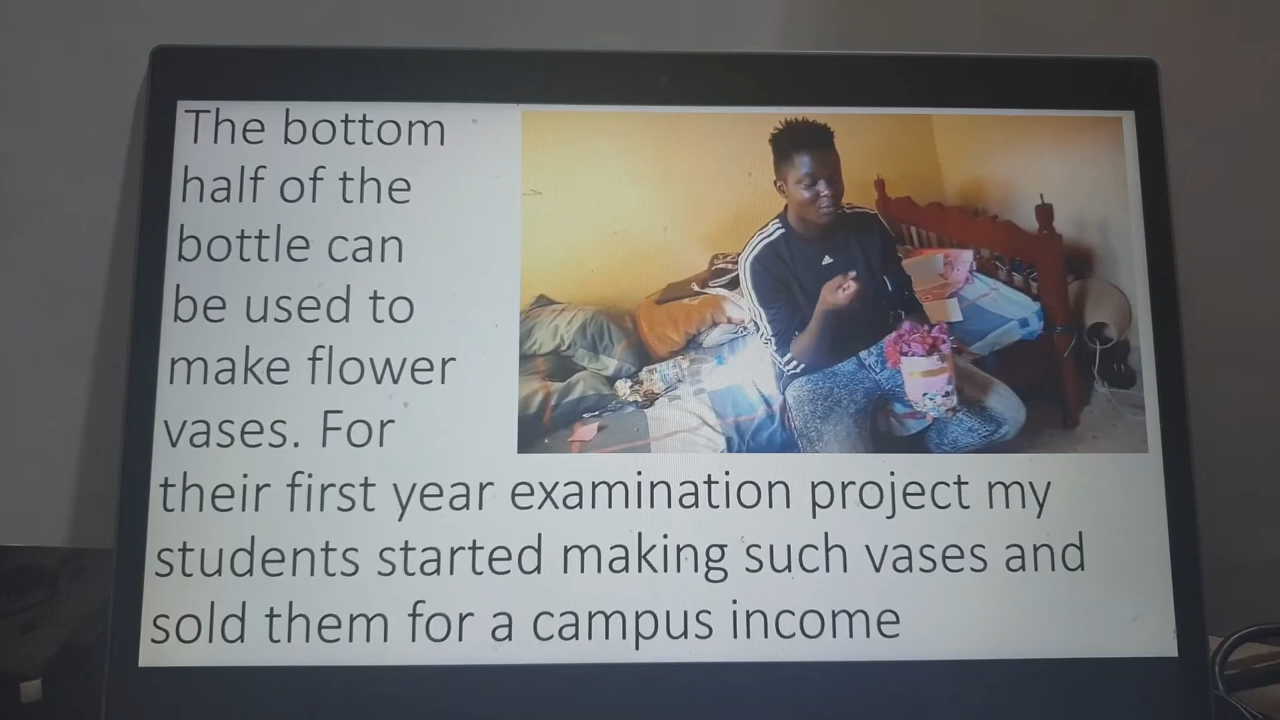 The bottom
half of the
bottle can
be used to
make flower
vases. For
their first year examination project my
students started making such vases and
sold them for a campus income